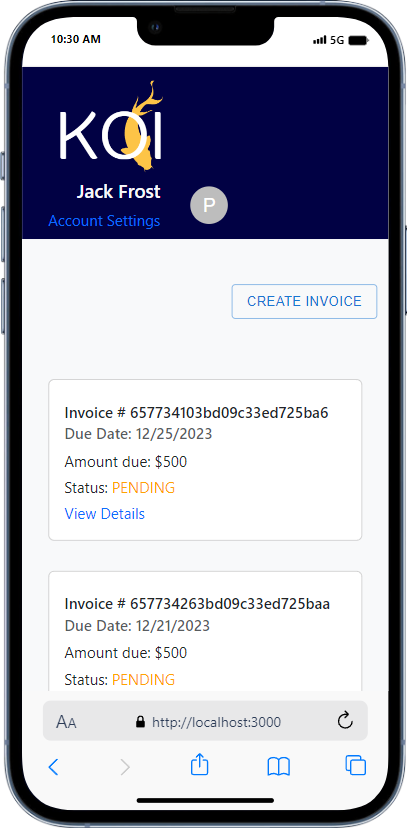 10:30 AM 5G
KOI
Jack Frost
P
Account Settings
CREATE INVOICE
Invoice # 657734103bd09c33ed725ba6
Due Date: 12/25/2023
Amount due: $500
Status: PENDING
View Details
Invoice # 657734263bd09c33ed725baa
Due Date: 12/21/2023
Amount due: $500
Status: PENDING
AA http://localhost:3000